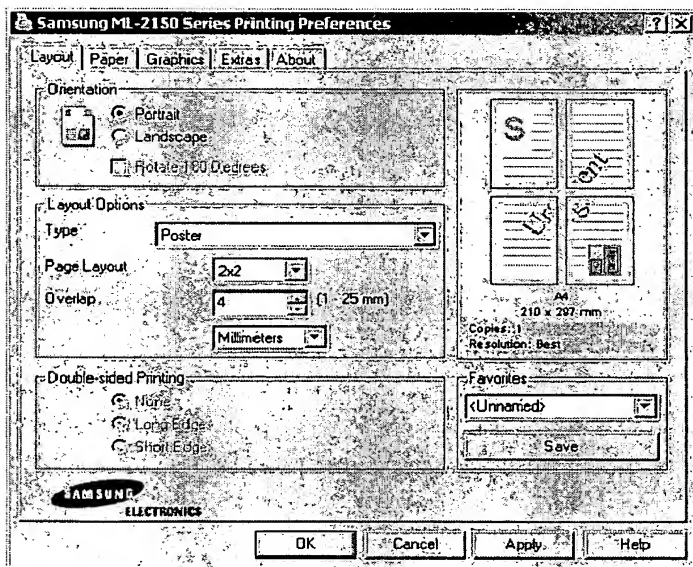 Samsung ML-2150 Series Printing Preferences
Layout Paper Graphics Extras About
Orientation
Portrait
Landscape
Rotate 180 Degrees
Layout Options
Type Poster
Page Layout 2x2
Overlap 4 (1 25 mm)
Millimeters
Double-sided Printing
None
Long Edge
Short Edge
A4
210 x 297 mm
Copies: 1
Resolution: Best
Favorites
<Unnamed>
Save
SAMSUNG
ELECTRONICS
OK Cancel Apply Help